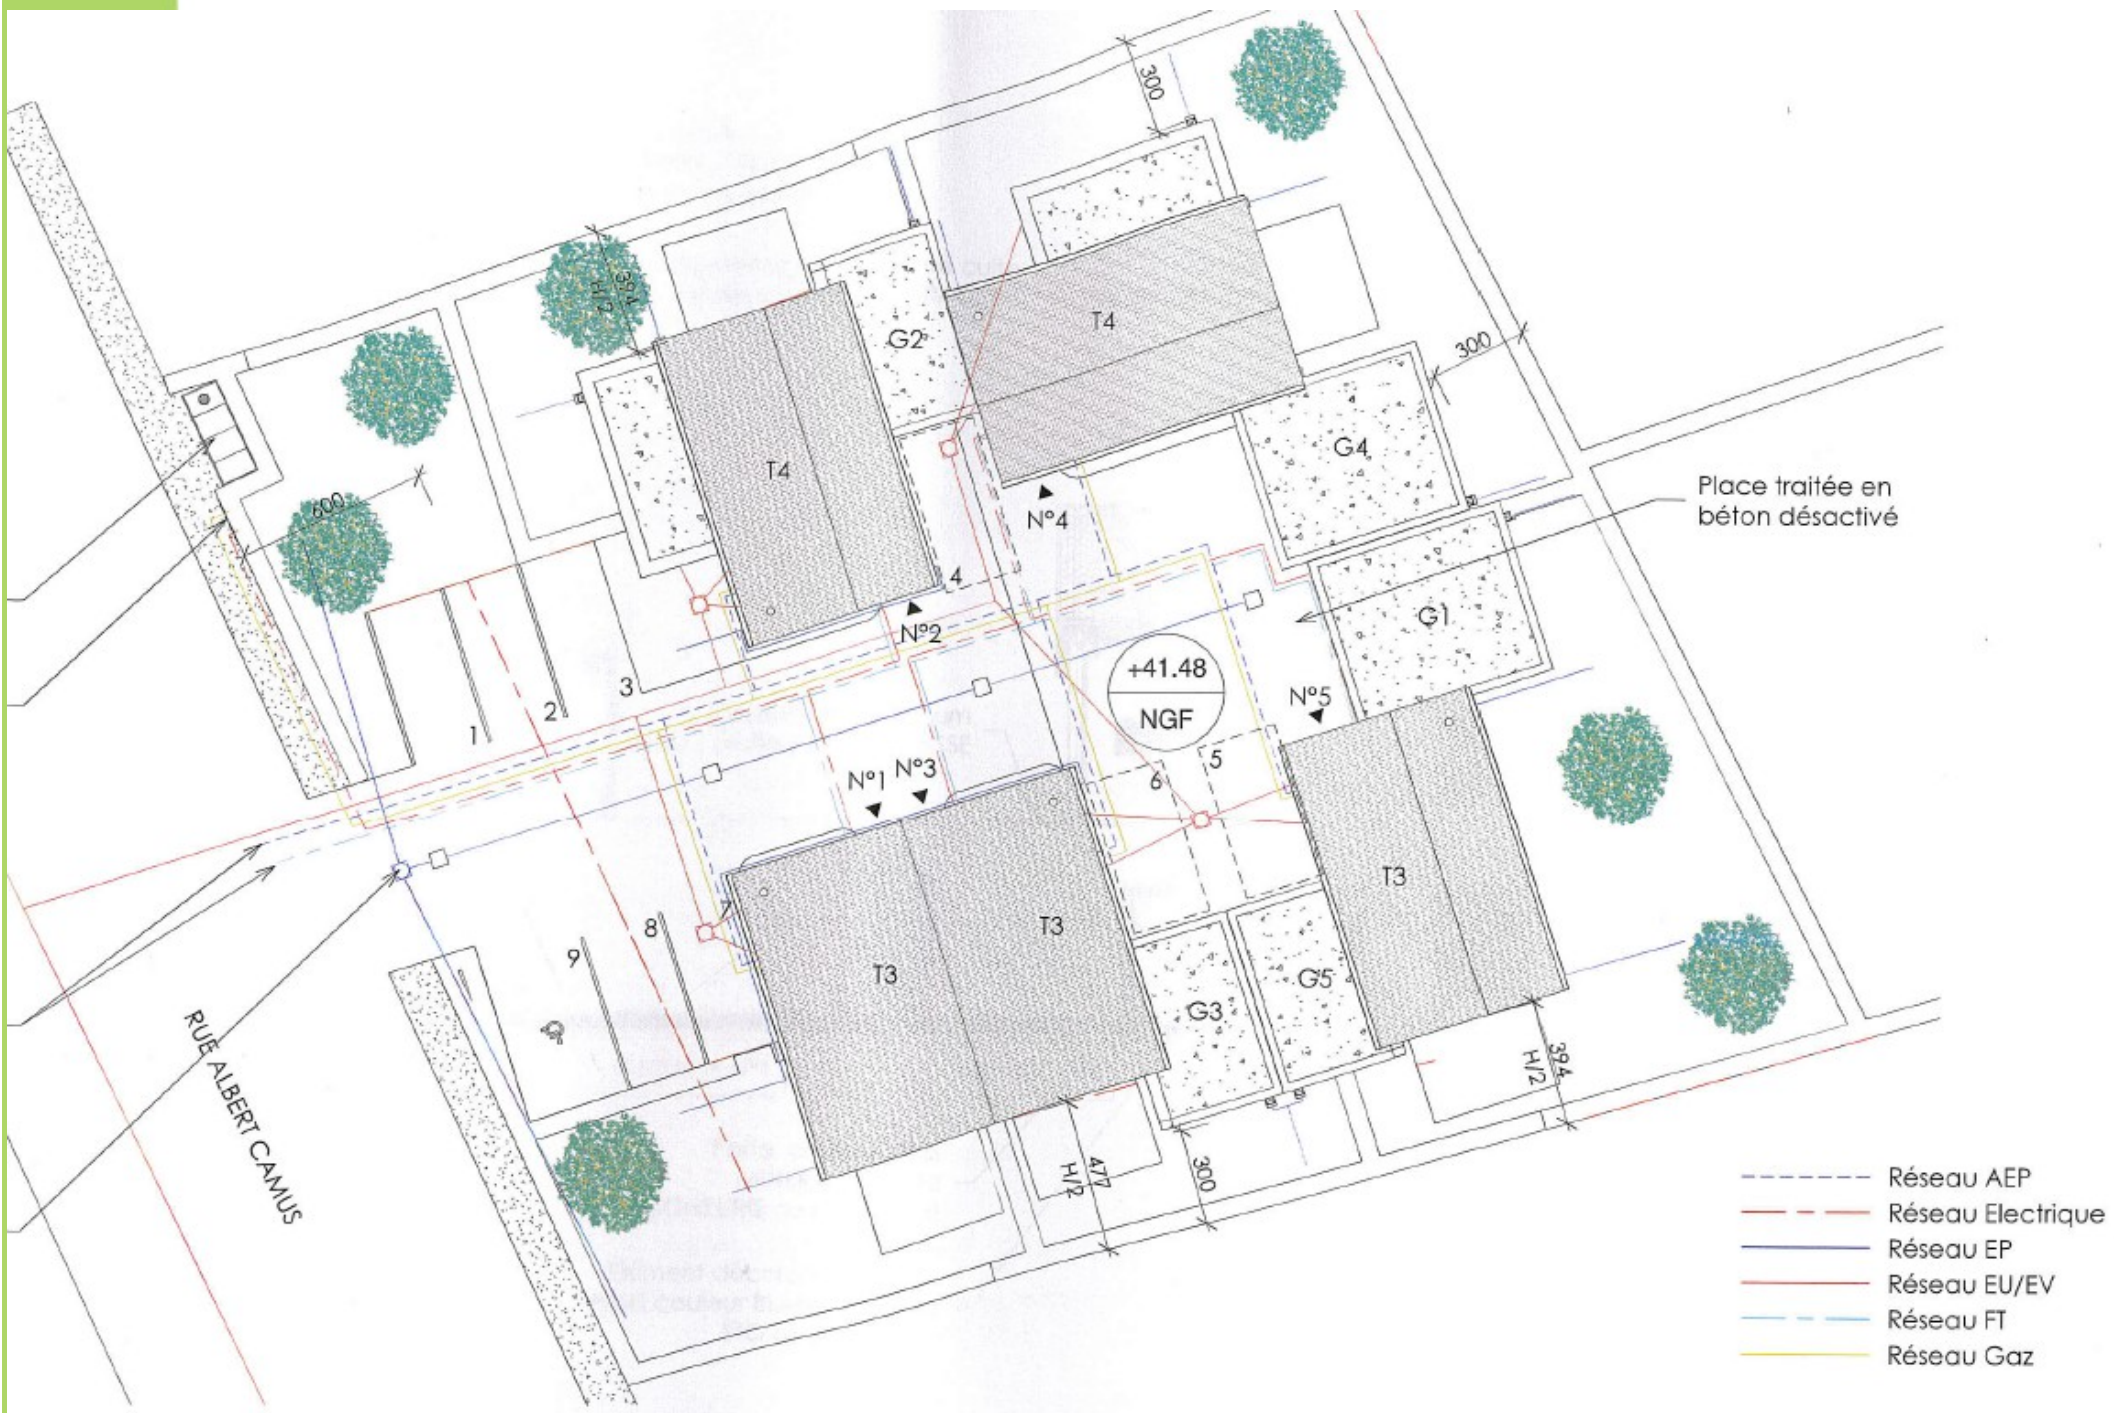 300
394
H/2
G2
T4
300
T4
G4
600
Place traitée en
béton désactivé
N°4
4
G1
N°2
+41.48
NGF
3
2
1
N°5
5
6
N°1
N°3
7
8
9
T3
T3
T3
G5
G3
RUE ALBERT CAMUS
394
H/2
477
H/2
300
Réseau AEP
Réseau Electrique
Réseau EP
Réseau EU/EV
Réseau FT
Réseau Gaz